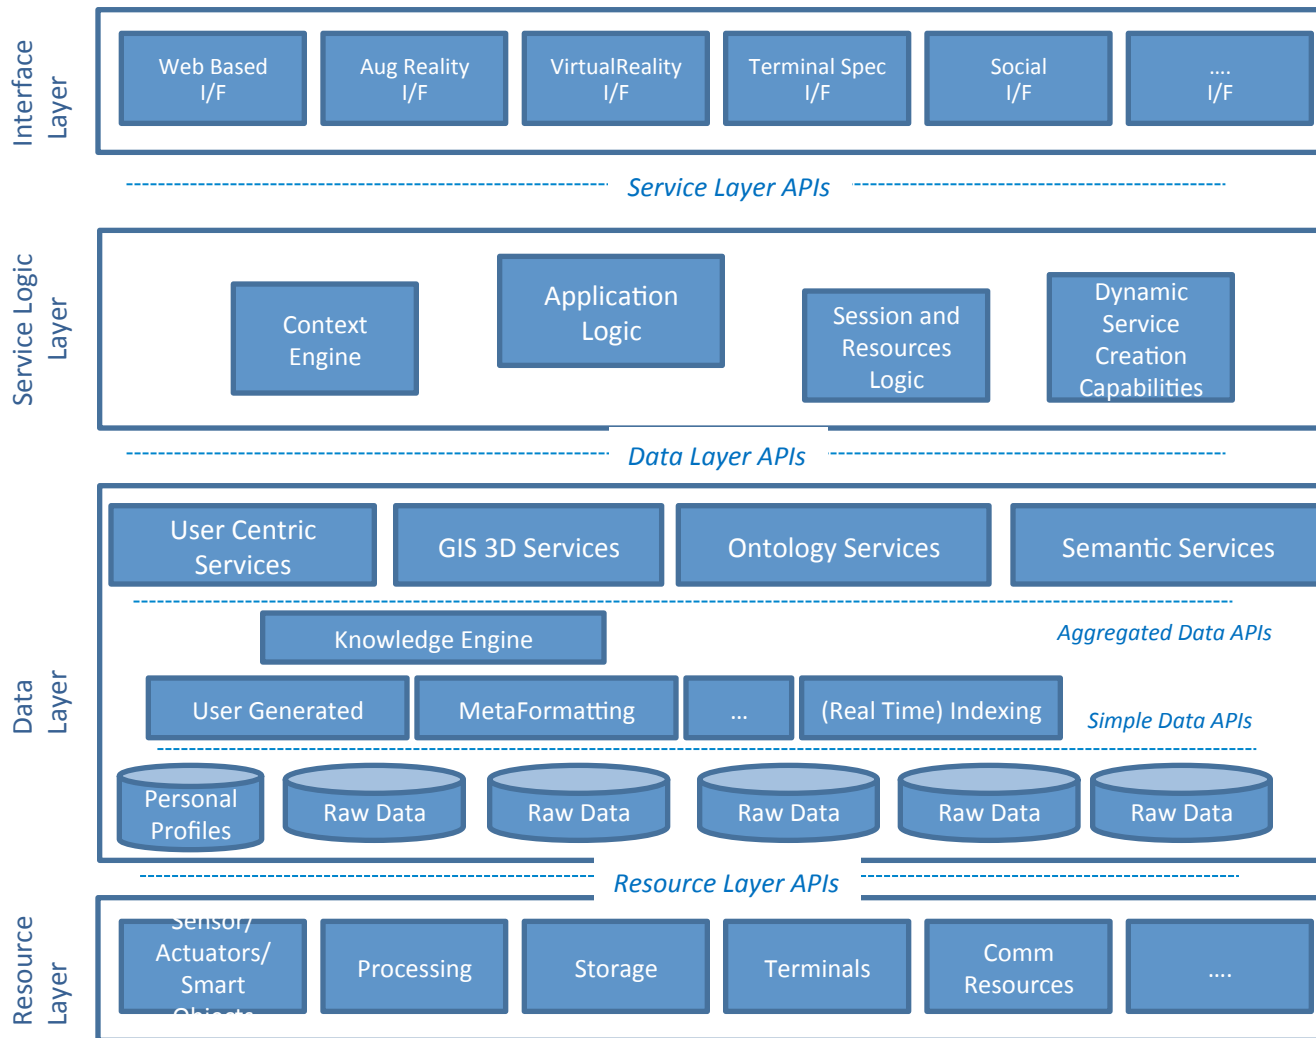 Interface
Layer
Web Based
I/F
Aug Reality
I/F
VirtualReality
I/F
Terminal Spec
I/F
Social
I/F
....
I/F
Service Layer APIs
Service Logic
Layer
Context
Engine
Application
Logic
Session and
Resources
Logic
Dynamic
Service
Creation
Capabilities
Data Layer APIs
Data
Layer
User Centric
Services
GIS 3D Services
Ontology Services
Semantic Services
Aggregated Data APIs
Knowledge Engine
User Generated
MetaFormatting
...
(Real Time) Indexing
Simple Data APIs
Personal
Profiles
Raw Data
Raw Data
Raw Data
Raw Data
Raw Data
Resource Layer APIs
Resource
Layer
Sensor/
Actuators/
Smart
Objects
Processing
Storage
Terminals
Comm
Resources
....